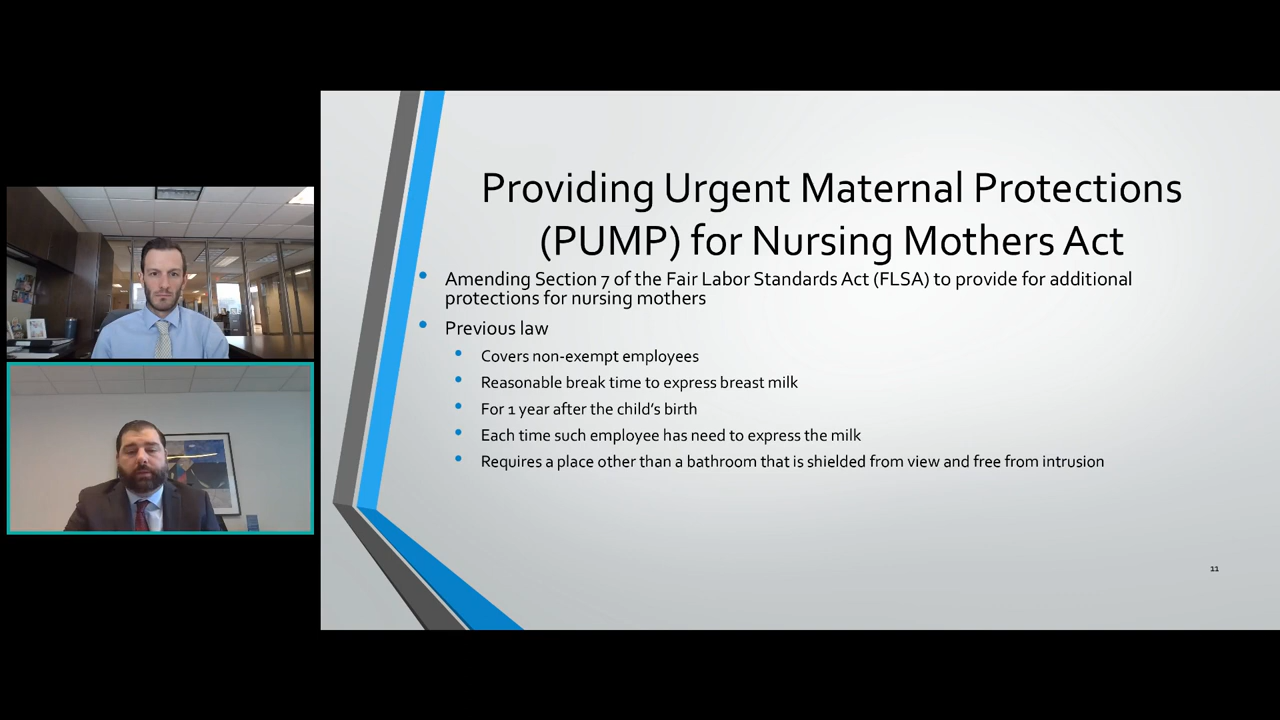 Providing Urgent Maternal Protections
(PUMP) for Nursing Mothers Act
• Amending Section 7 of the Fair Labor Standards Act (FLSA) to provide for additional
protections for nursing mothers
• Previous law
• Covers non-exempt employees
• Reasonable break time to express breast milk
• For 1 year after the child’s birth
• Each time such employee has need to express the milk
• Requires a place other than a bathroom that is shielded from view and free from intrusion
11